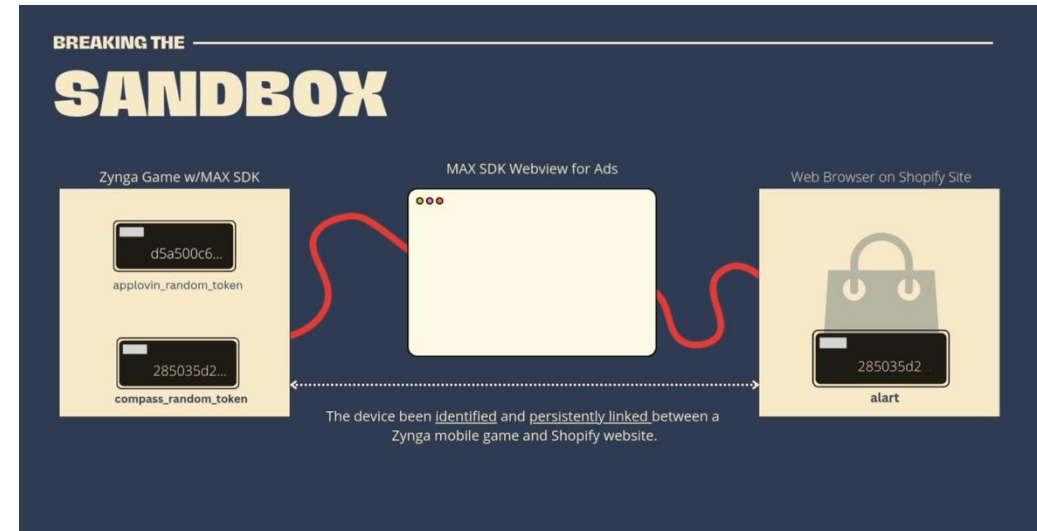 BREAKING THE
SANDBOX
Zynga Game w/MAX SDK
d5a500c6...
applovin_random_token
285035d2...
compass_random_token
MAX SDK Webview for Ads
Web Browser on Shopify Site
285035d2...
alart
The device been identified and persistently linked between a
Zynga mobile game and Shopify website.